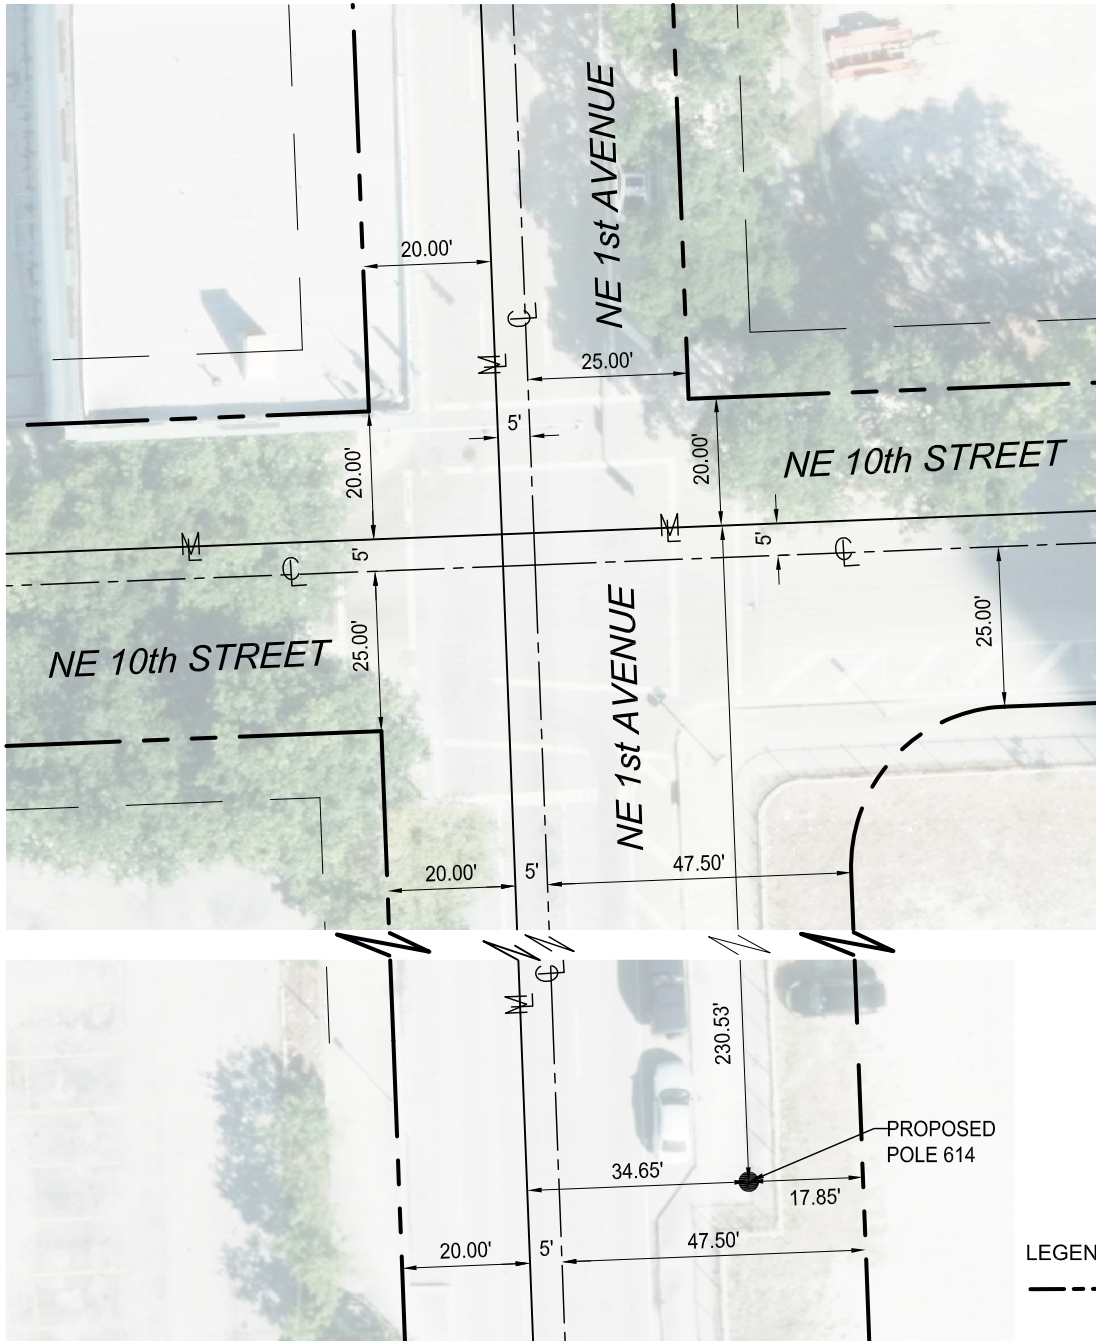 NE 1st AVENUE
20.00'
C L
M L
25.00'
5'
20.00'
20.00'
NE 10th STREET
M L
M L
5'
5'
C L
C L
25.00'
NE 10th STREET
NE 1st AVENUE
25.00'
20.00'
5'
47.50'
C L
M L
230.53'
PROPOSED
POLE 614
34.65'
17.85'
20.00'
5'
47.50'
LEGEN